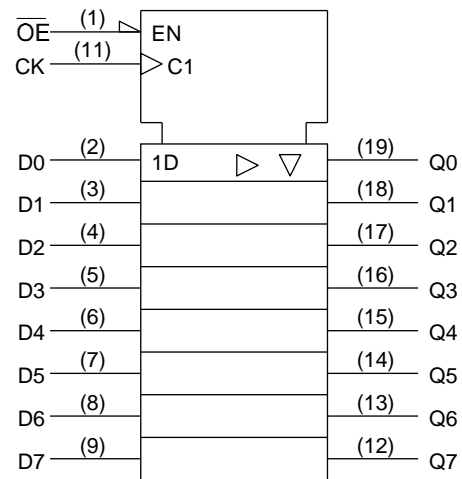 OE (1) EN
CK (11) C1
D0 (2) 1D (19) Q0
D1 (3) (18) Q1
D2 (4) (17) Q2
D3 (5) (16) Q3
D4 (6) (15) Q4
D5 (7) (14) Q5
D6 (8) (13) Q6
D7 (9) (12) Q7